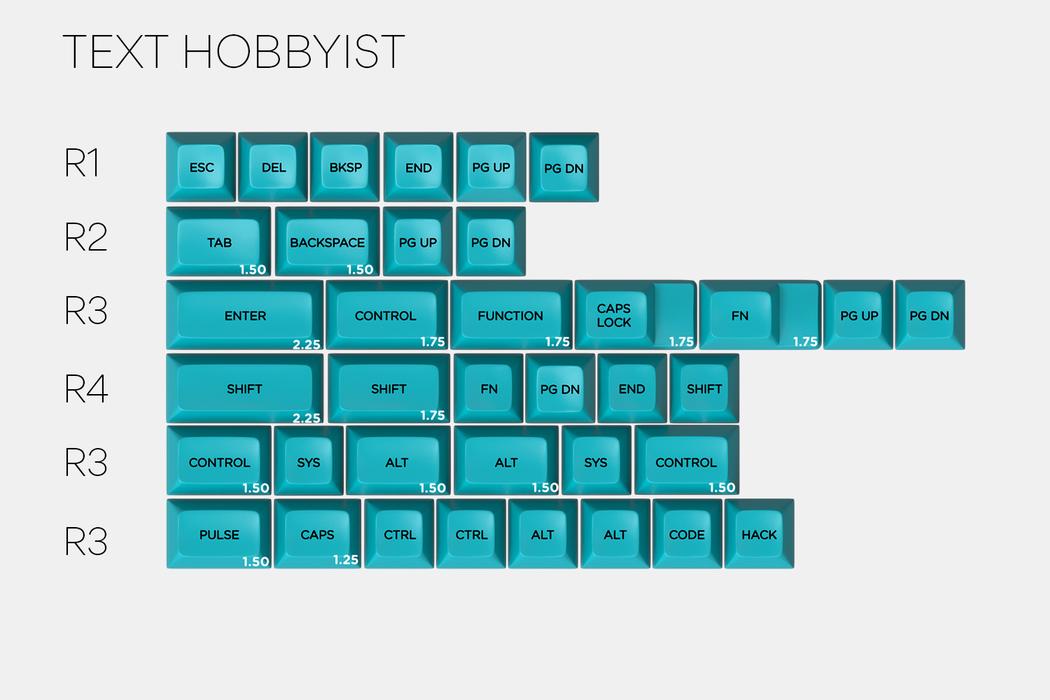 TEXT HOBBYIST
R1
ESC
DEL
BKSP
END
PG UP
PG DN
R2
TAB
1.50
BACKSPACE
1.50
PG UP
PG DN
R3
ENTER
2.25
CONTROL
1.75
FUNCTION
1.75
CAPS
LOCK
1.75
FN
1.75
PG UP
PG DN
R4
SHIFT
2.25
SHIFT
1.75
FN
PG DN
END
SHIFT
R3
CONTROL
1.50
SYS
ALT
1.50
ALT
1.50
SYS
CONTROL
1.50
R3
PULSE
1.50
CAPS
1.25
CTRL
CTRL
ALT
ALT
CODE
HACK